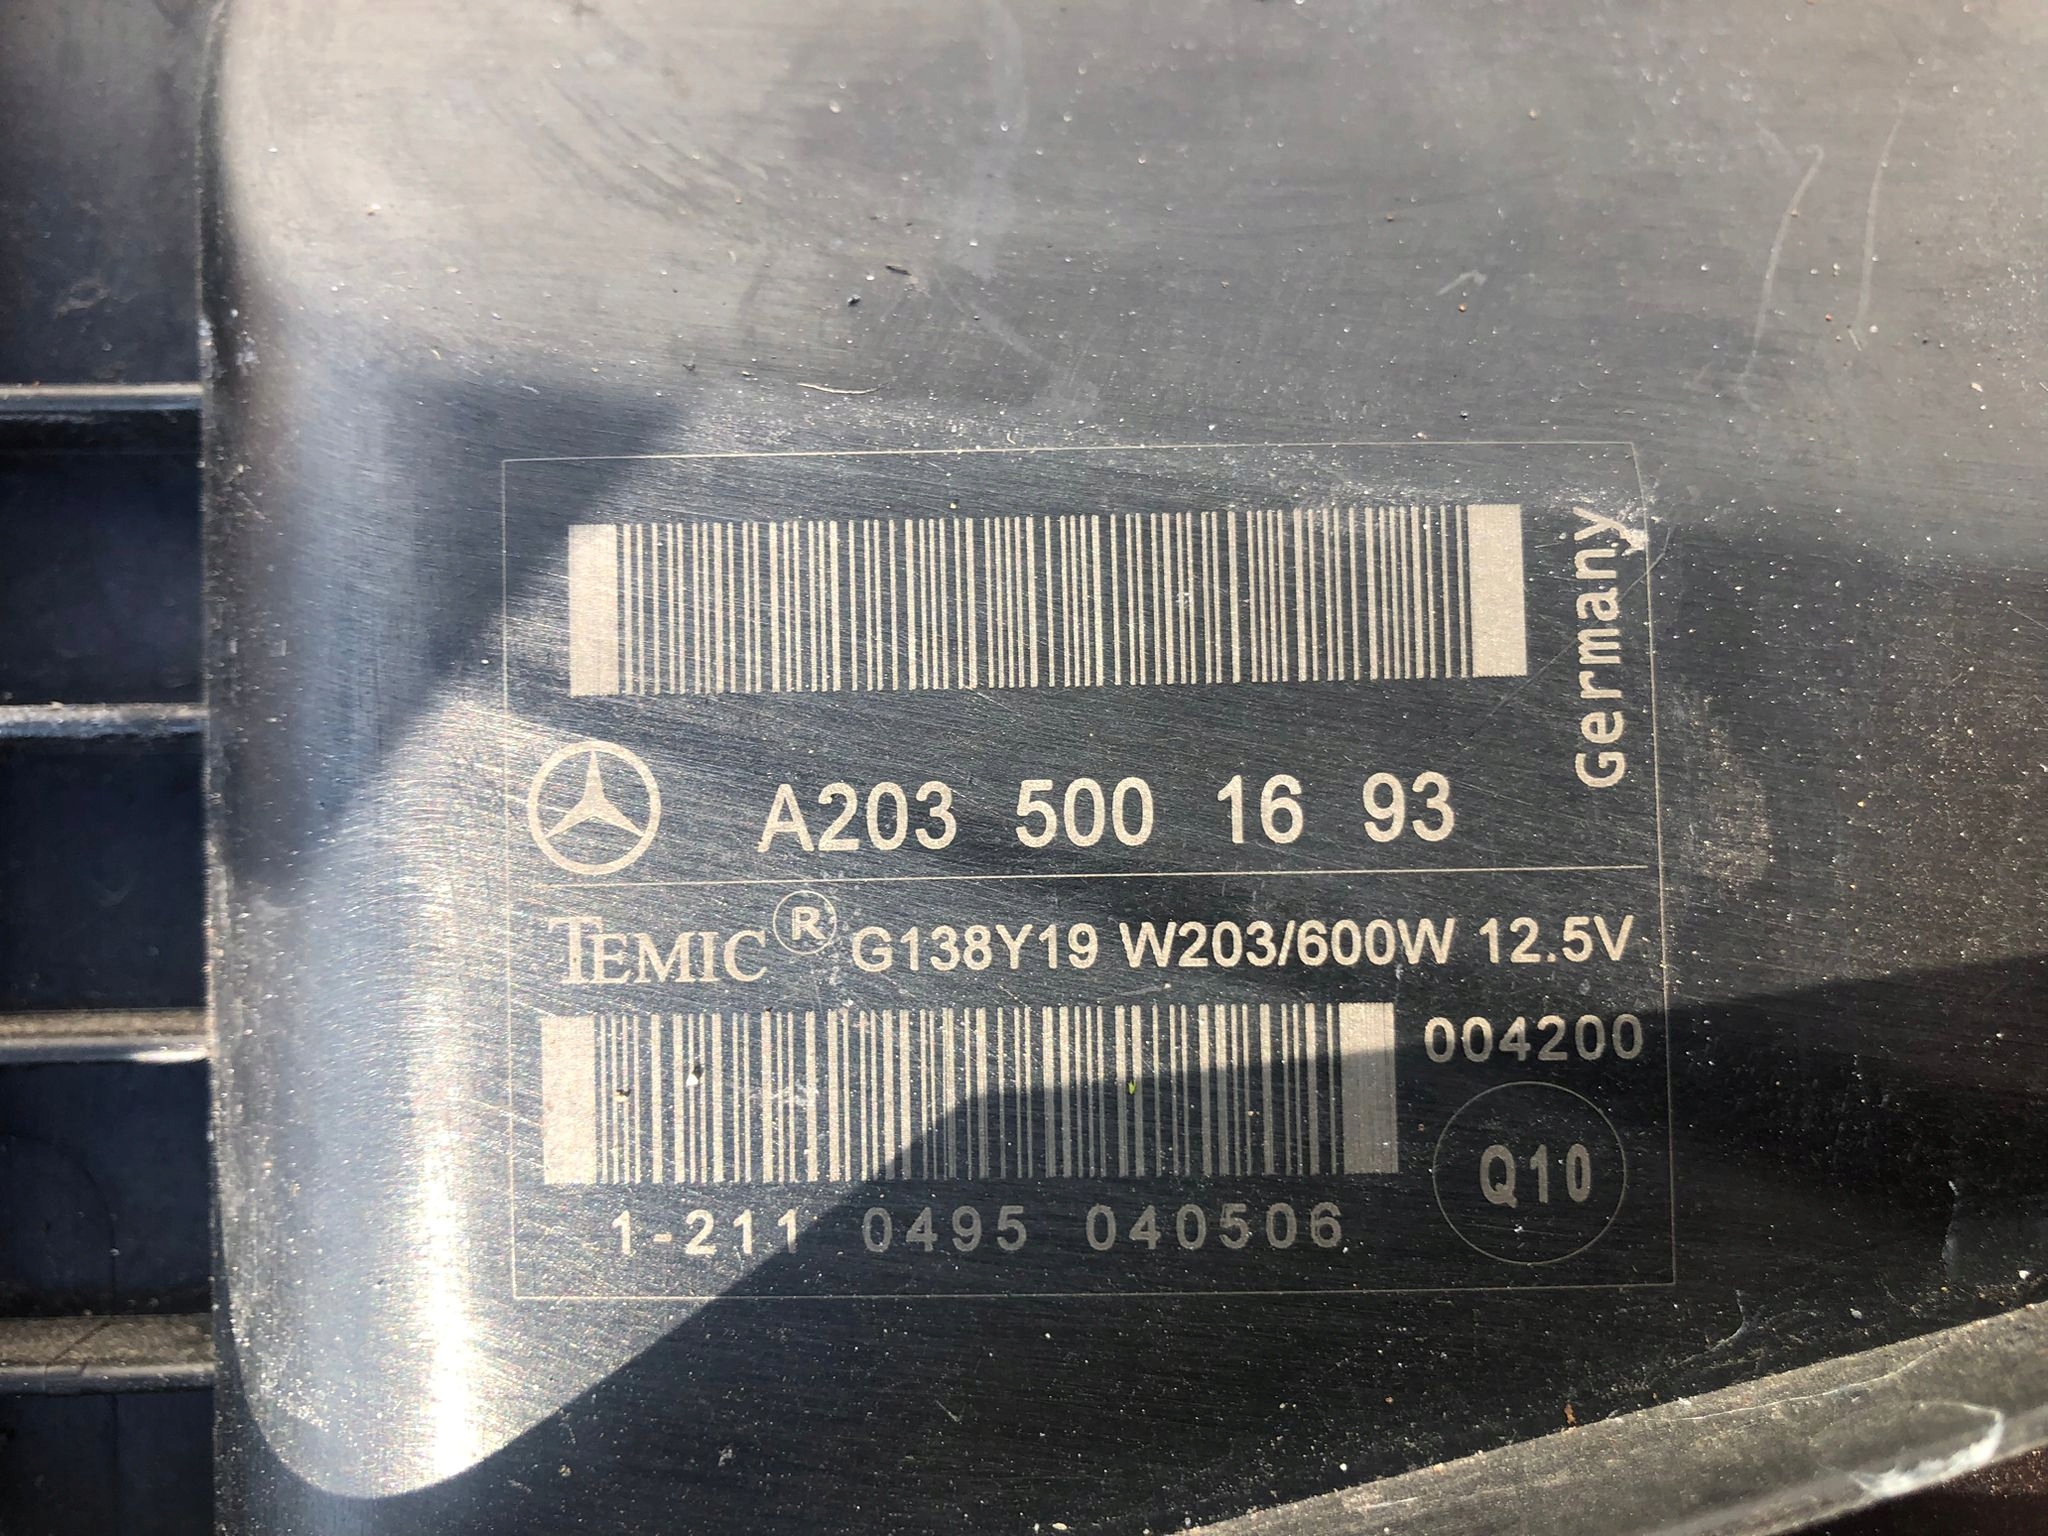 Germany
A203 500 16 93
TEMIC® G138Y19 W203/600W 12.5V
004200
Q10
1-211 0495 040506